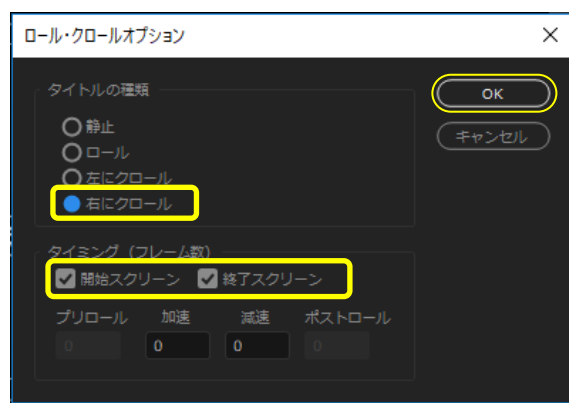 ロール・クロールオプション
タイトルの種類
静止
ロール
左にクロール
右にクロール
OK
キャンセル
タイミング（フレーム数）
開始スクリーン 終了スクリーン
プリロール 加速 減速 ポストロール
0 0 0 0